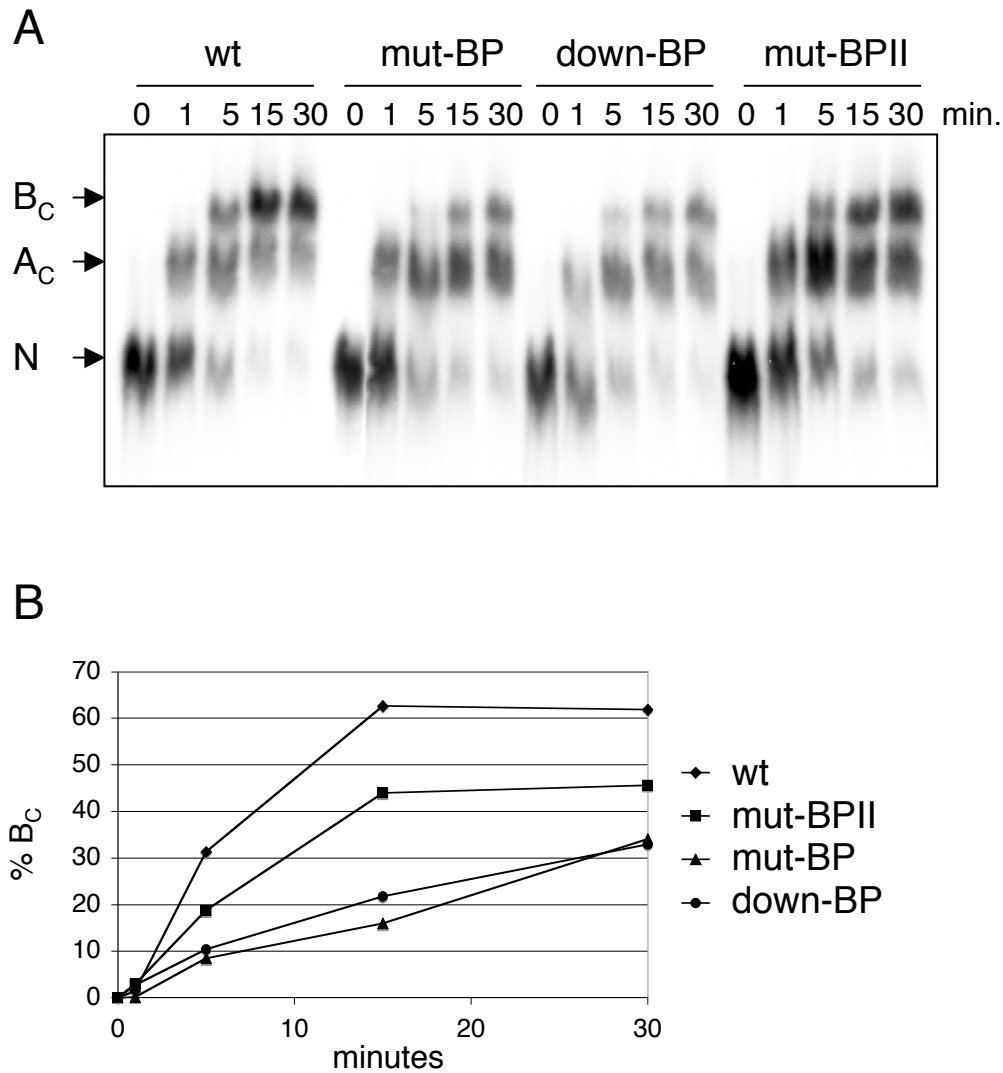 A
wt mut-BP down-BP mut-BPII
0 1 5 15 30 0 1 5 15 30 0 1 5 15 30 0 1 5 15 30 min.
BC
AC
N
B
70
60
50
40
30
20
10
0
% BC
0 10 20 30
minutes
wt
mut-BPII
mut-BP
down-BP